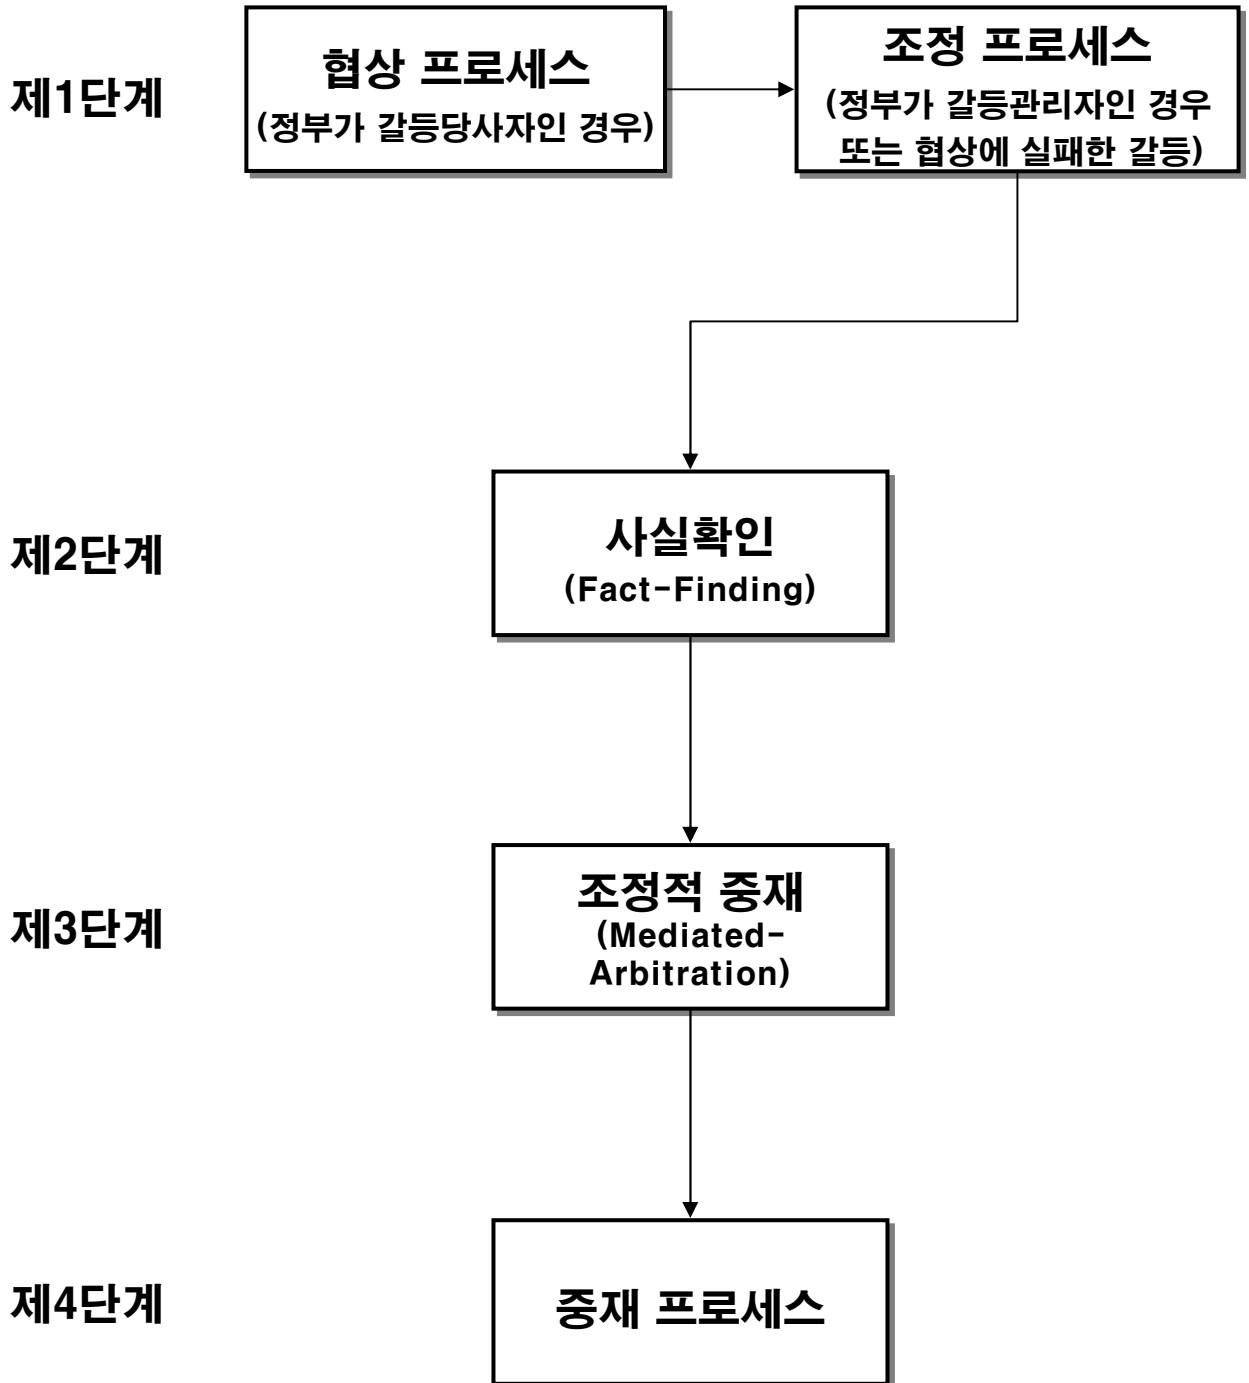 제1단계
협상 프로세스
(정부가 갈등당사자인 경우)
조정 프로세스
(정부가 갈등관리자인 경우
또는 협상에 실패한 갈등)
제2단계
사실확인
(Fact-Finding)
제3단계
조정적 중재
(Mediated-
Arbitration)
제4단계
중재 프로세스